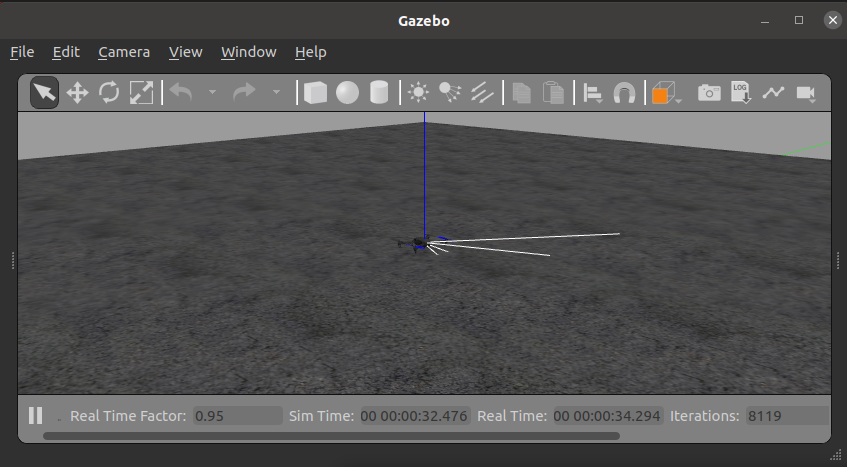 Gazebo
File Edit Camera View Window Help
LOG
Real Time Factor: 0.95 Sim Time: 00 00:00:32.476 Real Time: 00 00:00:34.294 Iterations: 8119